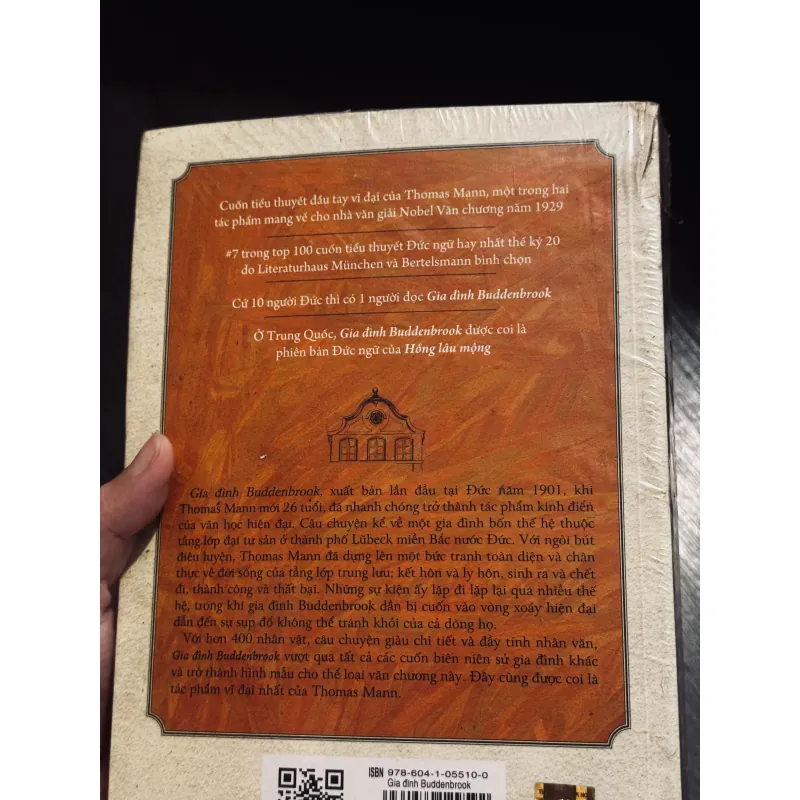 Cuốn tiểu thuyết đầu tay vĩ đại của Thomas Mann, một trong hai
tác phẩm mang về cho nhà văn giải Nobel Văn chương năm 1929
#7 trong top 100 cuốn tiểu thuyết Đức ngữ hay nhất thế kỷ 20
do Literaturhaus München và Bertelsmann bình chọn
Cứ 10 người Đức thì có 1 người đọc Gia đình Buddenbrook
Ở Trung Quốc, Gia đình Buddenbrook được coi là
phiên bản Đức ngữ của Hồng lâu mộng
Gia đình Buddenbrook, xuất bản lần đầu tại Đức năm 1901, khi
Thomas Mann mới 26 tuổi, đã nhanh chóng trở thành tác phẩm kinh điển
của văn học hiện đại. Câu chuyện kể về một gia đình bốn thế hệ thuộc
tầng lớp đại tư sản ở thành phố Lübeck miền Bắc nước Đức. Với ngòi bút
điêu luyện, Thomas Mann đã dựng lên một bức tranh toàn diện và chân
thực về đời sống của tầng lớp trung lưu: kết hôn và ly hôn, sinh ra và chết
đi, thành công và thất bại. Những sự kiện ấy lặp đi lặp lại qua nhiều thế
hệ, trong khi gia đình Buddenbrook dần bị cuốn vào vòng xoáy hiện đại
dẫn đến sự sụp đổ không thể tránh khỏi của cả dòng họ.
Với hơn 400 nhân vật, câu chuyện giàu chi tiết và đầy tính nhân văn,
Gia đình Buddenbrook vượt qua tất cả các cuốn biên niên sử gia đình khác
và trở thành hình mẫu cho thể loại văn chương này. Đây cũng được coi là
tác phẩm vĩ đại nhất của Thomas Mann.
ISBN 978-604-1-05510-0
Gia đình Buddenbrook